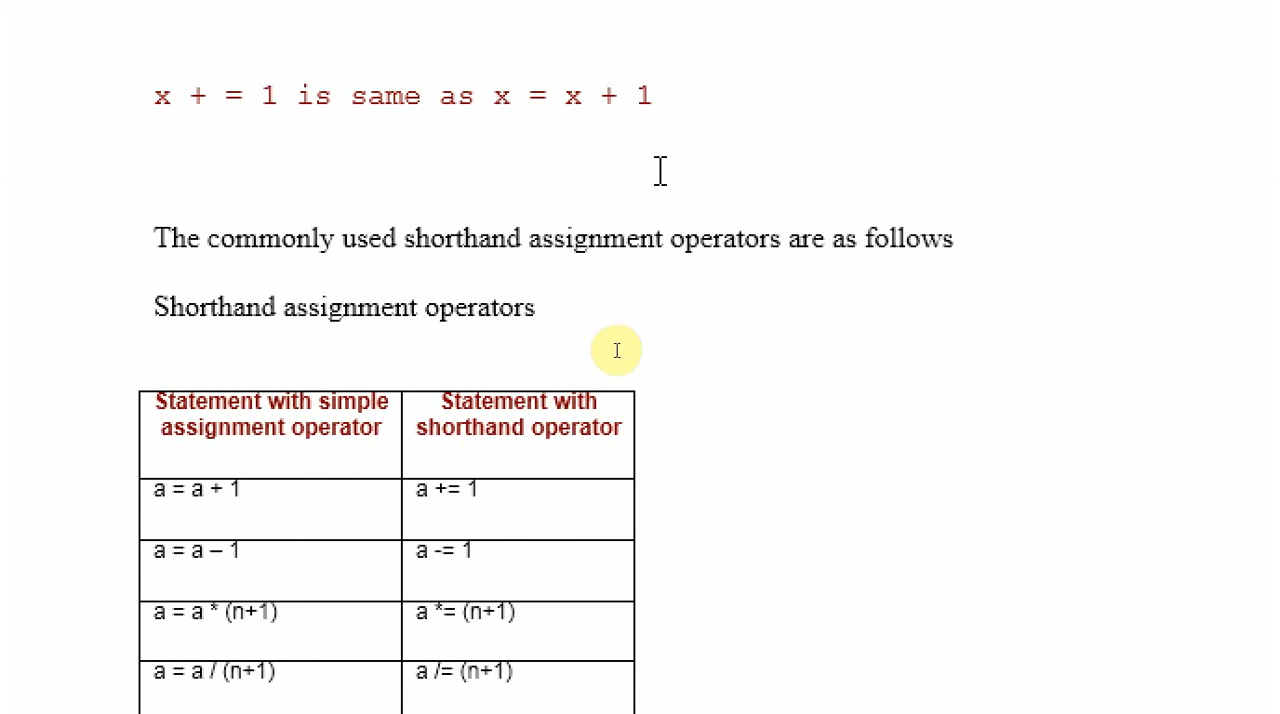 x + = 1 is same as x = x + 1
The commonly used shorthand assignment operators are as follows
Shorthand assignment operators
Statement with simple assignment operator
Statement with shorthand operator
a = a + 1
a += 1
a = a – 1
a -= 1
a = a * (n+1)
a *= (n+1)
a = a / (n+1)
a /= (n+1)